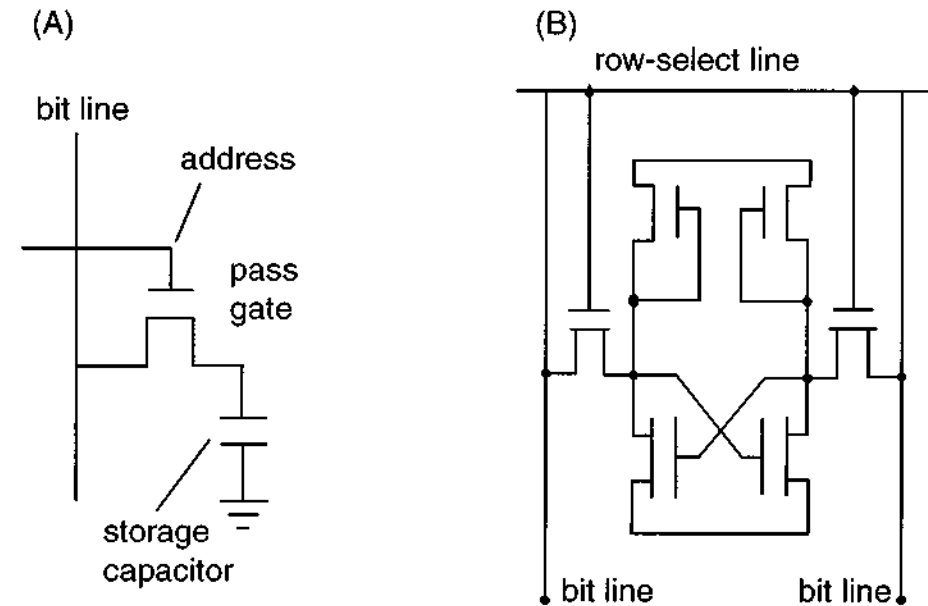 (A)
bit line
address
pass
gate
storage
capacitor
(B)
row-select line
bit line
bit line